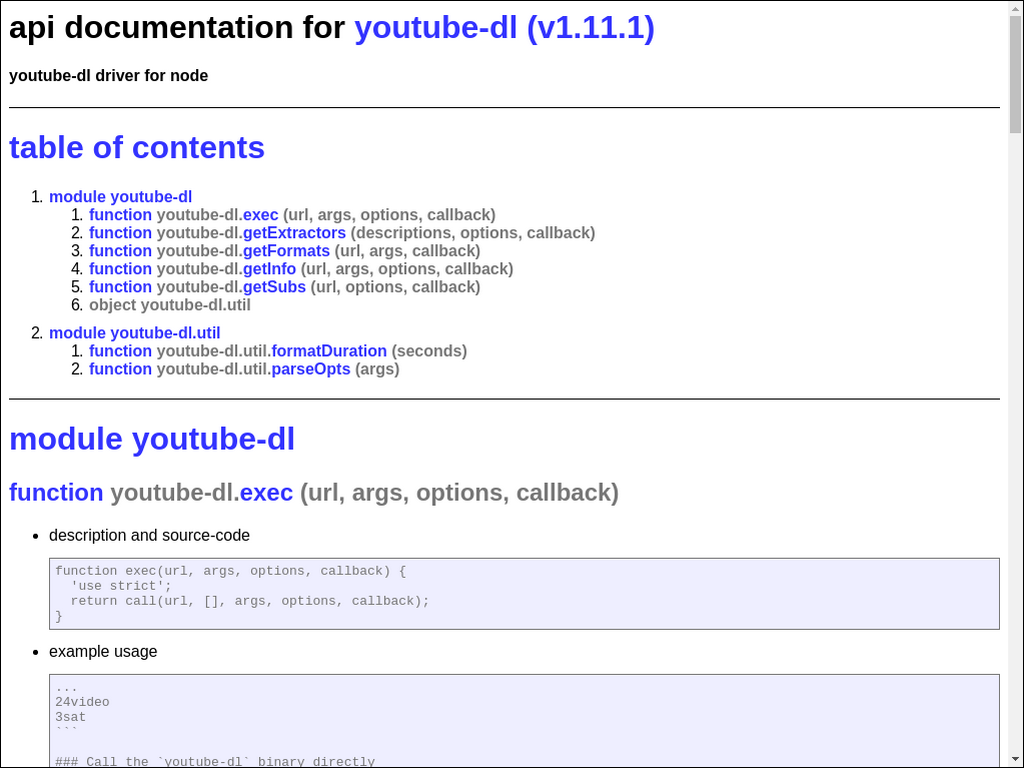 api documentation for youtube-dl (v1.11.1)
youtube-dl driver for node
table of contents
1. module youtube-dl
1. function youtube-dl.exec (url, args, options, callback)
2. function youtube-dl.getExtractors (descriptions, options, callback)
3. function youtube-dl.getFormats (url, args, callback)
4. function youtube-dl.getInfo (url, args, options, callback)
5. function youtube-dl.getSubs (url, options, callback)
6. object youtube-dl.util
2. module youtube-dl.util
1. function youtube-dl.util.formatDuration (seconds)
2. function youtube-dl.util.parseOpts (args)
module youtube-dl
function youtube-dl.exec (url, args, options, callback)
• description and source-code
function exec(url, args, options, callback) {
  'use strict';
  return call(url, [], args, options, callback);
}
• example usage
...
24video
3sat
```
### Call the `youtube-dl` binary directly